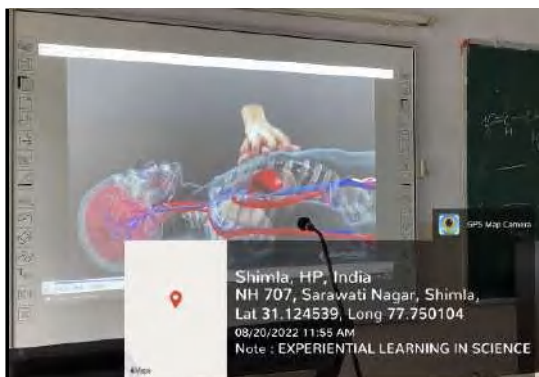 GPS Map Camera
Shimla, HP, India
NH 707, Sarawati Nagar, Shimla,
Lat 31.124539, Long 77.750104
08/20/2022 11:55 AM
Note : EXPERIENTIAL LEARNING IN SCIENCE